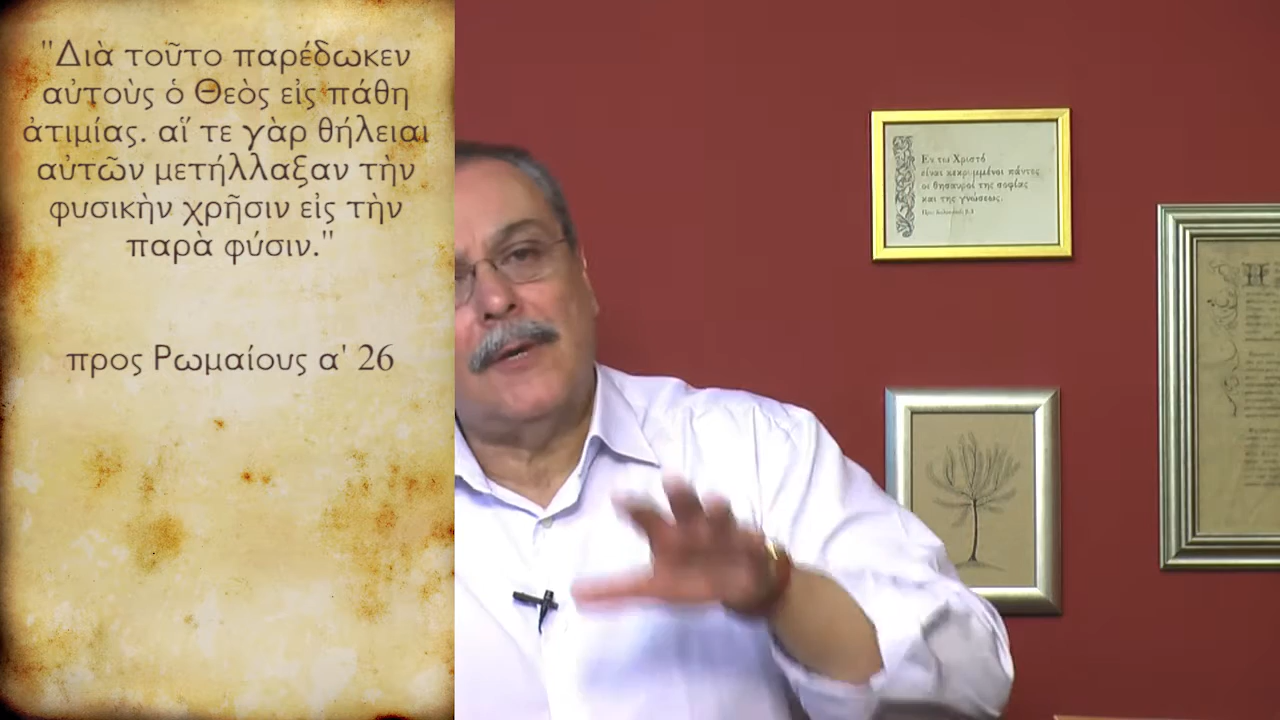 "Διὰ τοῦτο παρέδωκεν
αὐτοὺς ὁ Θεὸς εἰς πάθη
ἀτιμίας. αἵ τε γὰρ θήλειαι
αὐτῶν μετήλλαξαν τὴν
φυσικὴν χρῆσιν εἰς τὴν
παρὰ φύσιν."
προς Ρωμαίους α' 26
Εν τω Χριστό
είναι κεκρυμμένοι πάντες
οι θησαυροί της σοφίας
και της γνώσεως.